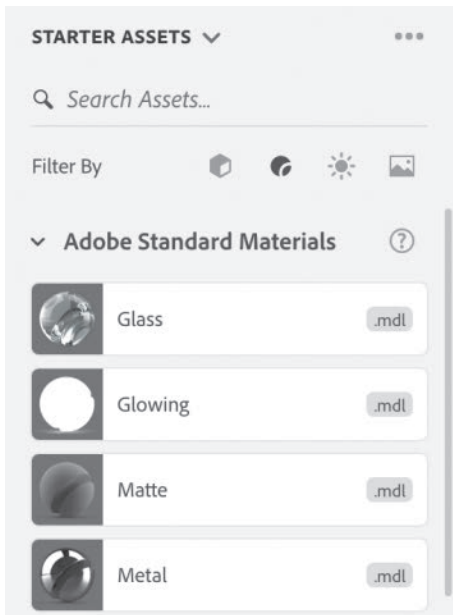 STARTER ASSETS
Search Assets...
Filter By
Adobe Standard Materials ?
Glass .mdl
Glowing .mdl
Matte .mdl
Metal .mdl